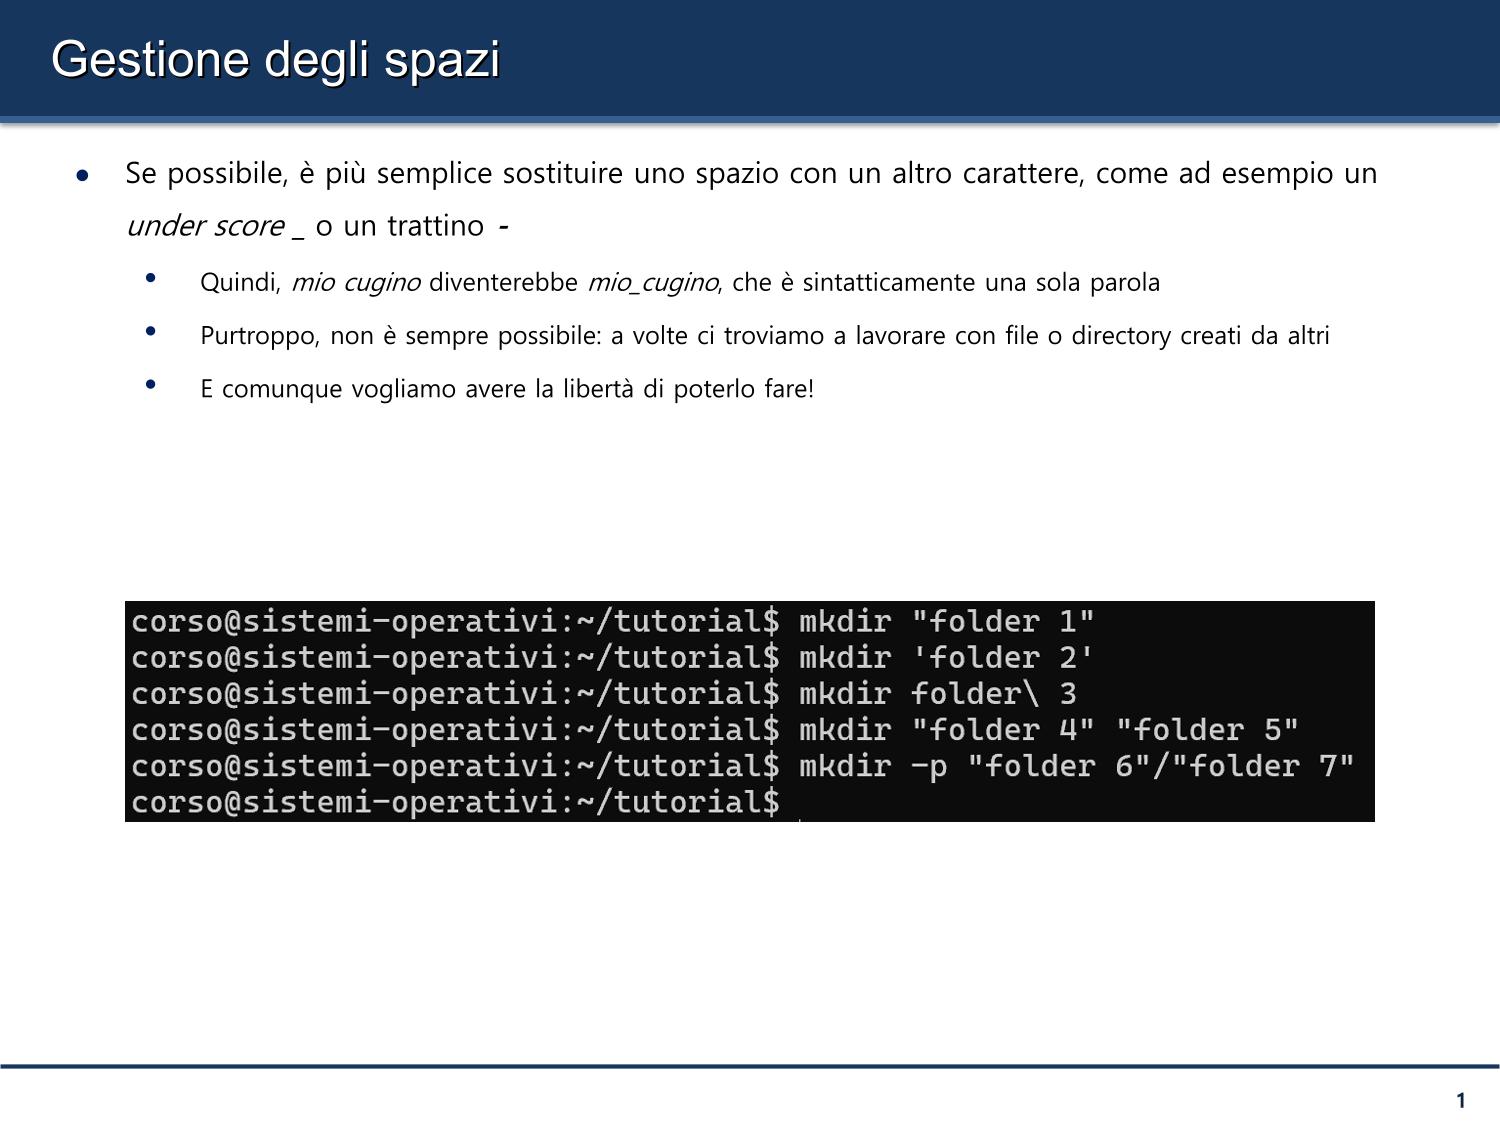 Gestione degli spazi
● Se possibile, è più semplice sostituire uno spazio con un altro carattere, come ad esempio un
under score _ o un trattino -
• Quindi, mio cugino diventerebbe mio_cugino, che è sintatticamente una sola parola
• Purtroppo, non è sempre possibile: a volte ci troviamo a lavorare con file o directory creati da altri
• E comunque vogliamo avere la libertà di poterlo fare!
corso@sistemi-operativi:~/tutorial$ mkdir "folder 1"
corso@sistemi-operativi:~/tutorial$ mkdir 'folder 2'
corso@sistemi-operativi:~/tutorial$ mkdir folder\ 3
corso@sistemi-operativi:~/tutorial$ mkdir "folder 4" "folder 5"
corso@sistemi-operativi:~/tutorial$ mkdir -p "folder 6"/"folder 7"
corso@sistemi-operativi:~/tutorial$
1